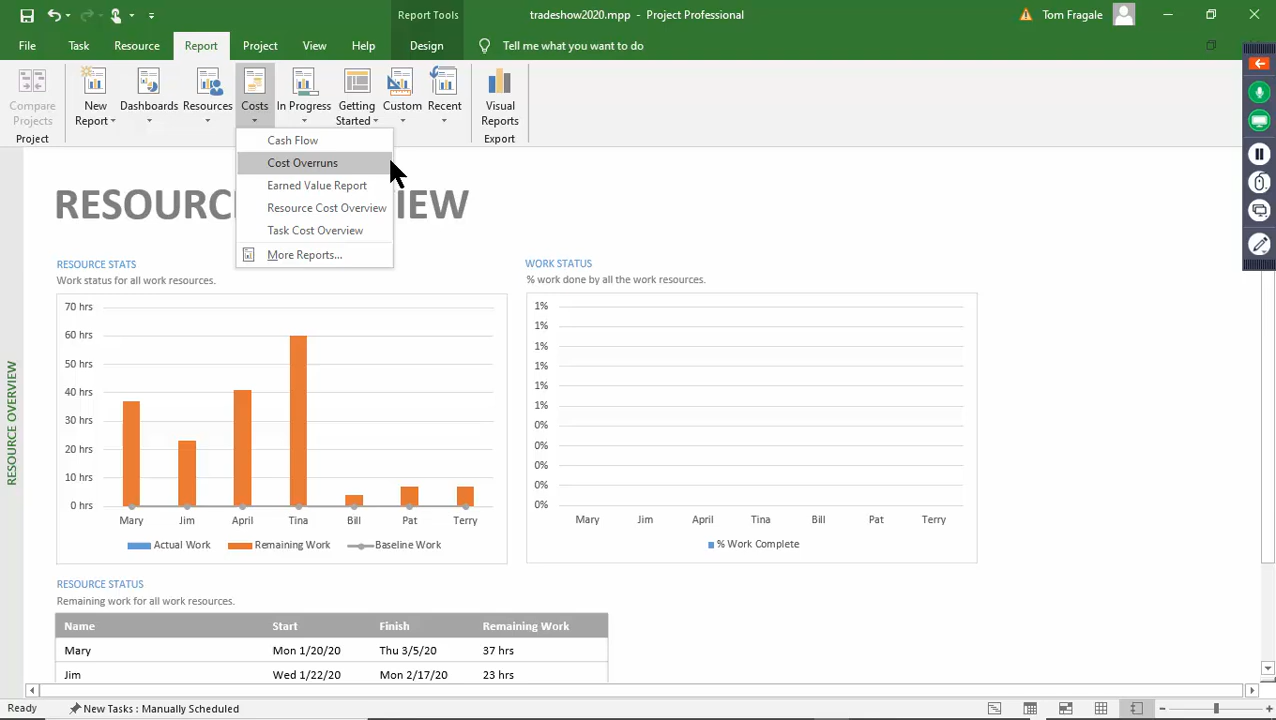 Report Tools
tradeshow2020.mpp - Project Professional
Tom Fragale
File Task Resource Report Project View Help Design Tell me what you want to do
Compare Projects
New Report
Dashboards
Resources
Costs
In Progress
Getting Started
Custom
Recent
Visual Reports
Project
Export
Cash Flow
Cost Overruns
Earned Value Report
Resource Cost Overview
Task Cost Overview
More Reports...
RESOURC IEW
RESOURCE OVERVIEW
RESOURCE STATS
Work status for all work resources.
70 hrs
60 hrs
50 hrs
40 hrs
30 hrs
20 hrs
10 hrs
0 hrs
Mary Jim April Tina Bill Pat Terry
Actual Work Remaining Work Baseline Work
WORK STATUS
% work done by all the work resources.
1%
1%
1%
1%
1%
1%
0%
0%
0%
0%
0%
Mary Jim April Tina Bill Pat Terry
% Work Complete
RESOURCE STATUS
Remaining work for all work resources.
Name Start Finish Remaining Work
Mary Mon 1/20/20 Thu 3/5/20 37 hrs
Jim Wed 1/22/20 Mon 2/17/20 23 hrs
Ready New Tasks : Manually Scheduled